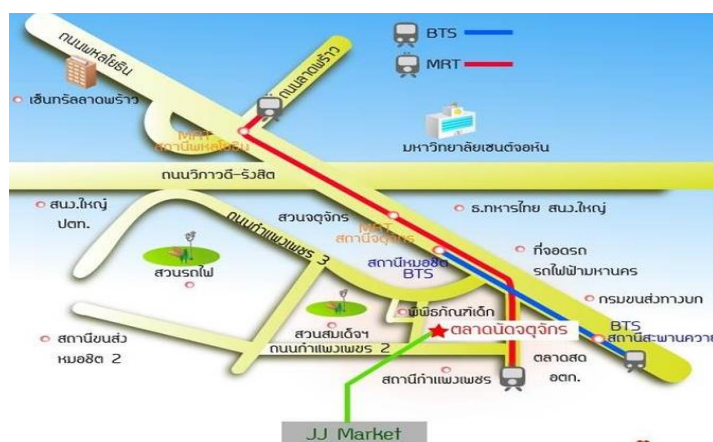 ถนนพหลโยธิน
BTS
MRT
ถนนลาดพร้าว
เซ็นทรัลลาดพร้าว
MRT
สถานีพหลโยธิน
มหาวิทยาลัยเซนต์จอห์น
ถนนวิภาวดี-รังสิต
สนง.ใหญ่
ปตท.
ถนนกำแพงเพชร 3
สวนจตุจักร
MRT
สถานีจตุจักร
ธ.ทหารไทย สนง.ใหญ่
สวนรถไฟ
สถานีหมอชิต
BTS
ที่จอดรถ
รถไฟฟ้ามหานคร
กรมขนส่งทางบก
พิพิธภัณฑ์เด็ก
สวนสมเด็จฯ
ตลาดนัดจตุจักร
BTS
สถานีสะพานควาย
สถานีขนส่ง
หมอชิต 2
ถนนกำแพงเพชร 2
ตลาดสด
อตก.
สถานีกำแพงเพชร
JJ Market